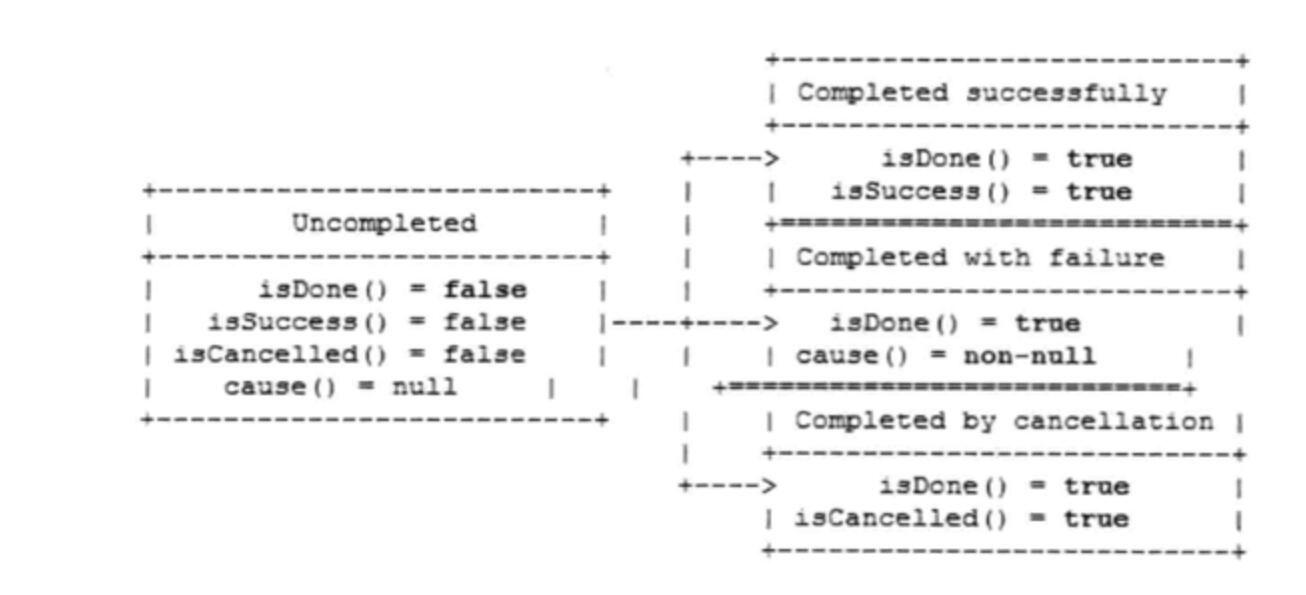 +---------------------------+
| Completed successfully    |
+---------------------------+
+---->      isDone() = true      |
+--------------------------+    |    |   isSuccess() = true      |
|        Uncompleted       |    |    +===========================+
+--------------------------+    |    | Completed with failure    |
|      isDone() = false    |    |    +---------------------------+
|   isSuccess() = false    |----+---->   isDone() = true         |
| isCancelled() = false    |    |    | cause() = non-null     |
|    cause() = null     |    |    +===========================+
+--------------------------+    |    | Completed by cancellation |
|    +---------------------------+
+---->      isDone() = true      |
| isCancelled() = true      |
+---------------------------+